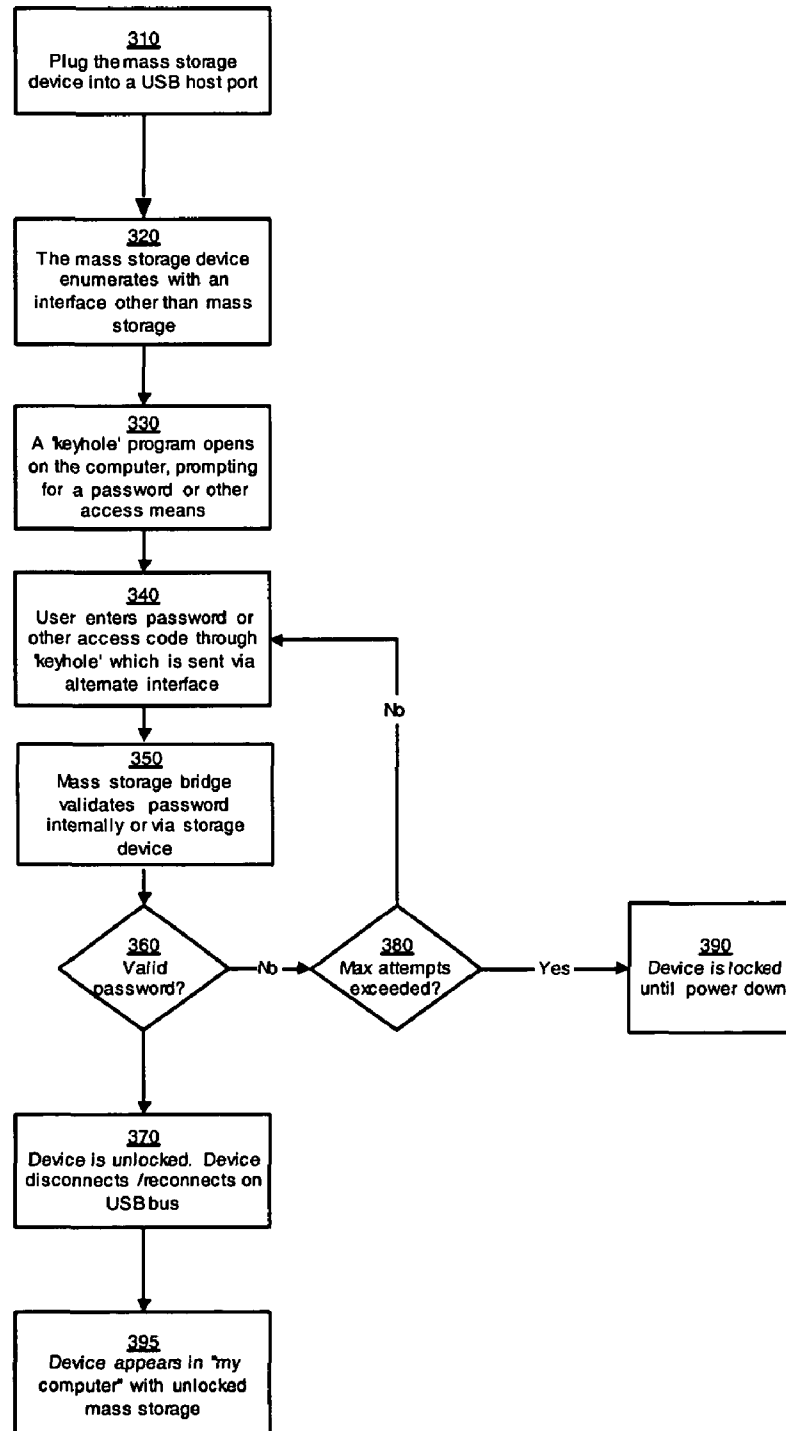 310
Plug the mass storage
device into a USB host port
320
The mass storage device
enumerates with an
interface other than mass
storage
330
A 'keyhole' program opens
on the computer, prompting
for a password or other
access means
340
User enters password or
other access code through
'keyhole' which is sent via
alternate interface
No
350
Mass storage bridge
validates password
internally or via storage
device
360
Valid
password?
No
380
Max attempts
exceeded?
Yes
390
Device is locked
until power down
370
Device is unlocked. Device
disconnects /reconnects on
USB bus
395
Device appears in "my
computer" with unlocked
mass storage